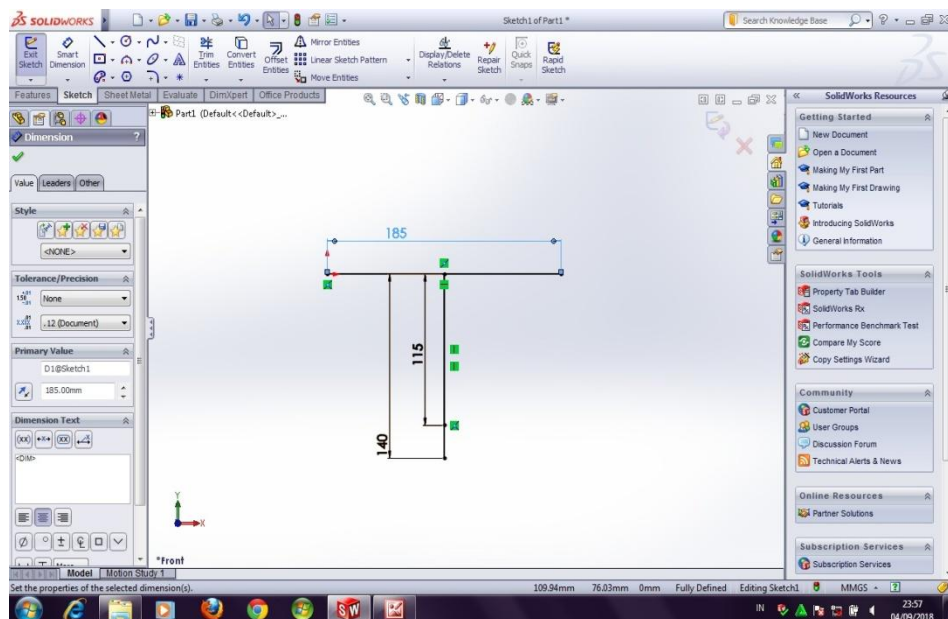 SOLIDWORKS
Sketch1 of Part1 *
Search Knowledge Base
Exit Sketch
Smart Dimension
Trim Entities
Convert Entities
Offset Entities
Mirror Entities
Linear Sketch Pattern
Move Entities
Display/Delete Relations
Repair Sketch
Quick Snaps
Rapid Sketch
Features
Sketch
Sheet Metal
Evaluate
DimXpert
Office Products
Part1 (Default<<Default>_...
Dimension
?
Value
Leaders
Other
Style
<NONE>
Tolerance/Precision
None
.12 (Document)
Primary Value
D1@Sketch1
185.00mm
Dimension Text
<DIM>
185
115
140
Y
X
*Front
SolidWorks Resources
Getting Started
New Document
Open a Document
Making My First Part
Making My First Drawing
Tutorials
Introducing SolidWorks
General Information
SolidWorks Tools
Property Tab Builder
SolidWorks Rx
Performance Benchmark Test
Compare My Score
Copy Settings Wizard
Community
Customer Portal
User Groups
Discussion Forum
Technical Alerts & News
Online Resources
Partner Solutions
Subscription Services
Subscription Services
Model
Motion Study 1
Set the properties of the selected dimension(s).
109.94mm
76.03mm
0mm
Fully Defined
Editing Sketch1
MMGS
IN
23:57
04/09/2018